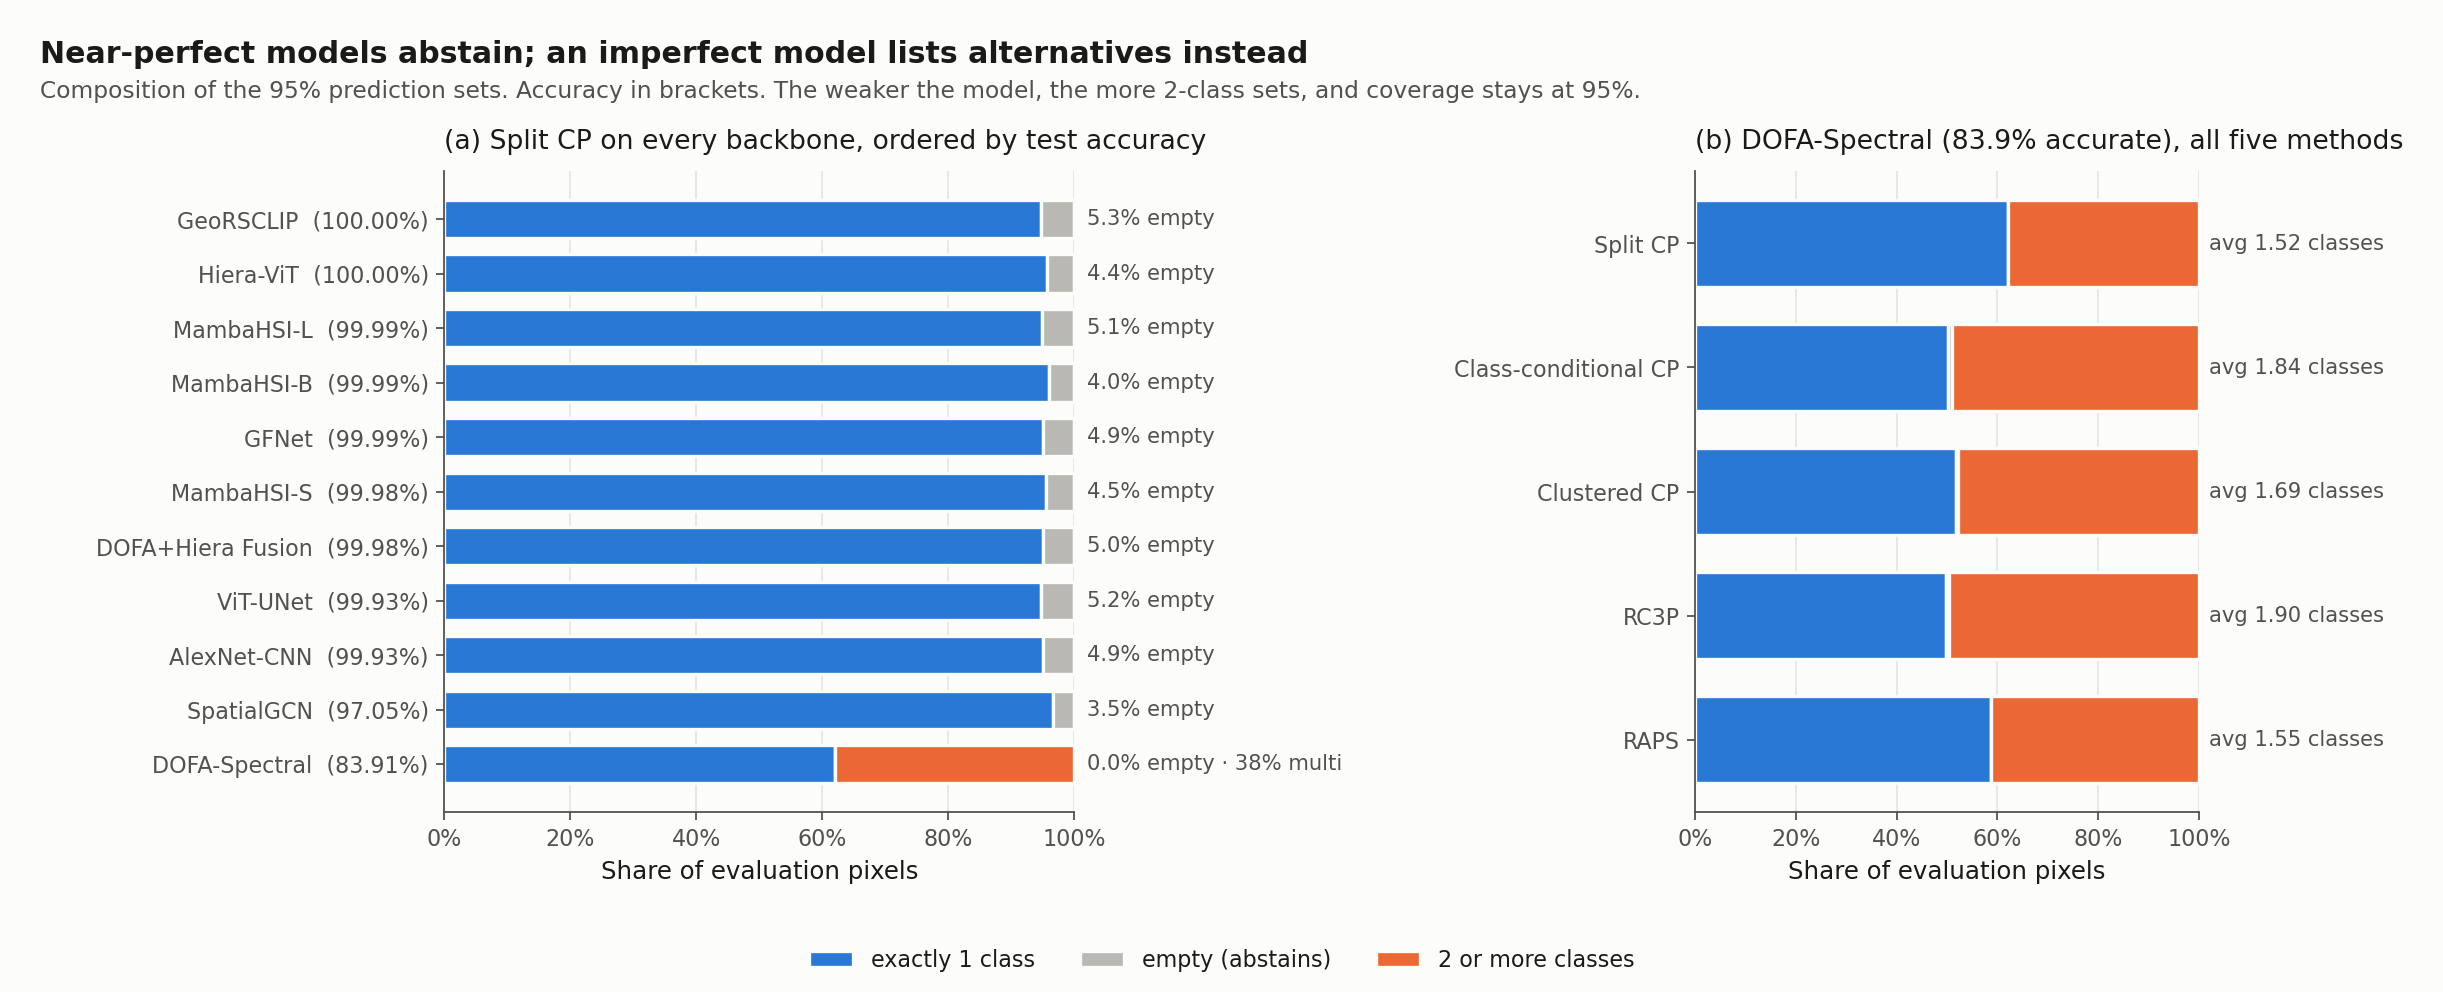 Near-perfect models abstain; an imperfect model lists alternatives instead
Composition of the 95% prediction sets. Accuracy in brackets. The weaker the model, the more 2-class sets, and coverage stays at 95%.
(a) Split CP on every backbone, ordered by test accuracy
GeoRSCLIP (100.00%) 5.3% empty
Hiera-ViT (100.00%) 4.4% empty
MambaHSI-L (99.99%) 5.1% empty
MambaHSI-B (99.99%) 4.0% empty
GFNet (99.99%) 4.9% empty
MambaHSI-S (99.98%) 4.5% empty
DOFA+Hiera Fusion (99.98%) 5.0% empty
ViT-UNet (99.93%) 5.2% empty
AlexNet-CNN (99.93%) 4.9% empty
SpatialGCN (97.05%) 3.5% empty
DOFA-Spectral (83.91%) 0.0% empty · 38% multi
0% 20% 40% 60% 80% 100%
Share of evaluation pixels
(b) DOFA-Spectral (83.9% accurate), all five methods
Split CP avg 1.52 classes
Class-conditional CP avg 1.84 classes
Clustered CP avg 1.69 classes
RC3P avg 1.90 classes
RAPS avg 1.55 classes
0% 20% 40% 60% 80% 100%
Share of evaluation pixels
exactly 1 class empty (abstains) 2 or more classes